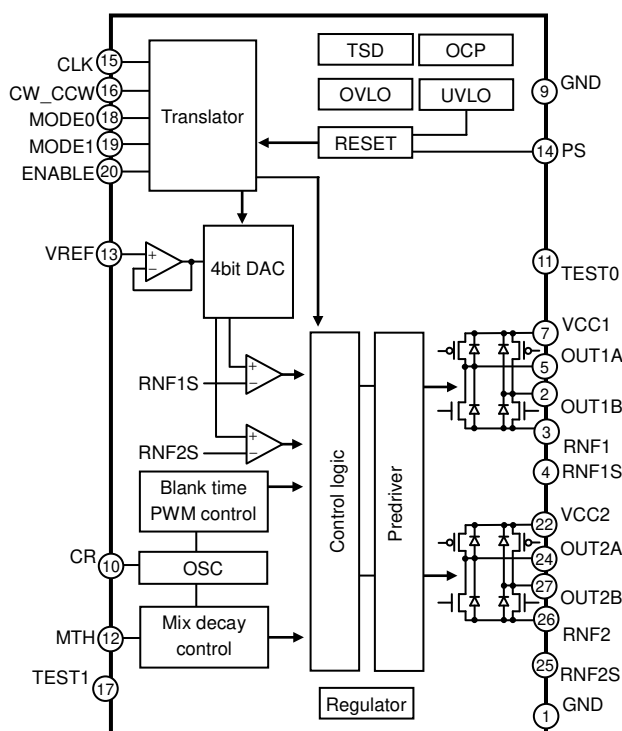 CLK 15
CW_CCW 16
MODE0 18
MODE1 19
ENABLE 20
Translator
TSD
OCP
OVLO
UVLO
RESET
9 GND
14 PS
VREF 13
+
−
4bit DAC
11
TEST0
RNF1S
+
−
RNF2S
+
−
Blank time
PWM control
CR
10
OSC
MTH 12
Mix decay
control
TEST1
17
Control logic
Predriver
Regulator
7 VCC1
5 OUT1A
2
OUT1B
3
RNF1
4 RNF1S
22 VCC2
24 OUT2A
27
OUT2B
26
RNF2
25
RNF2S
1 GND